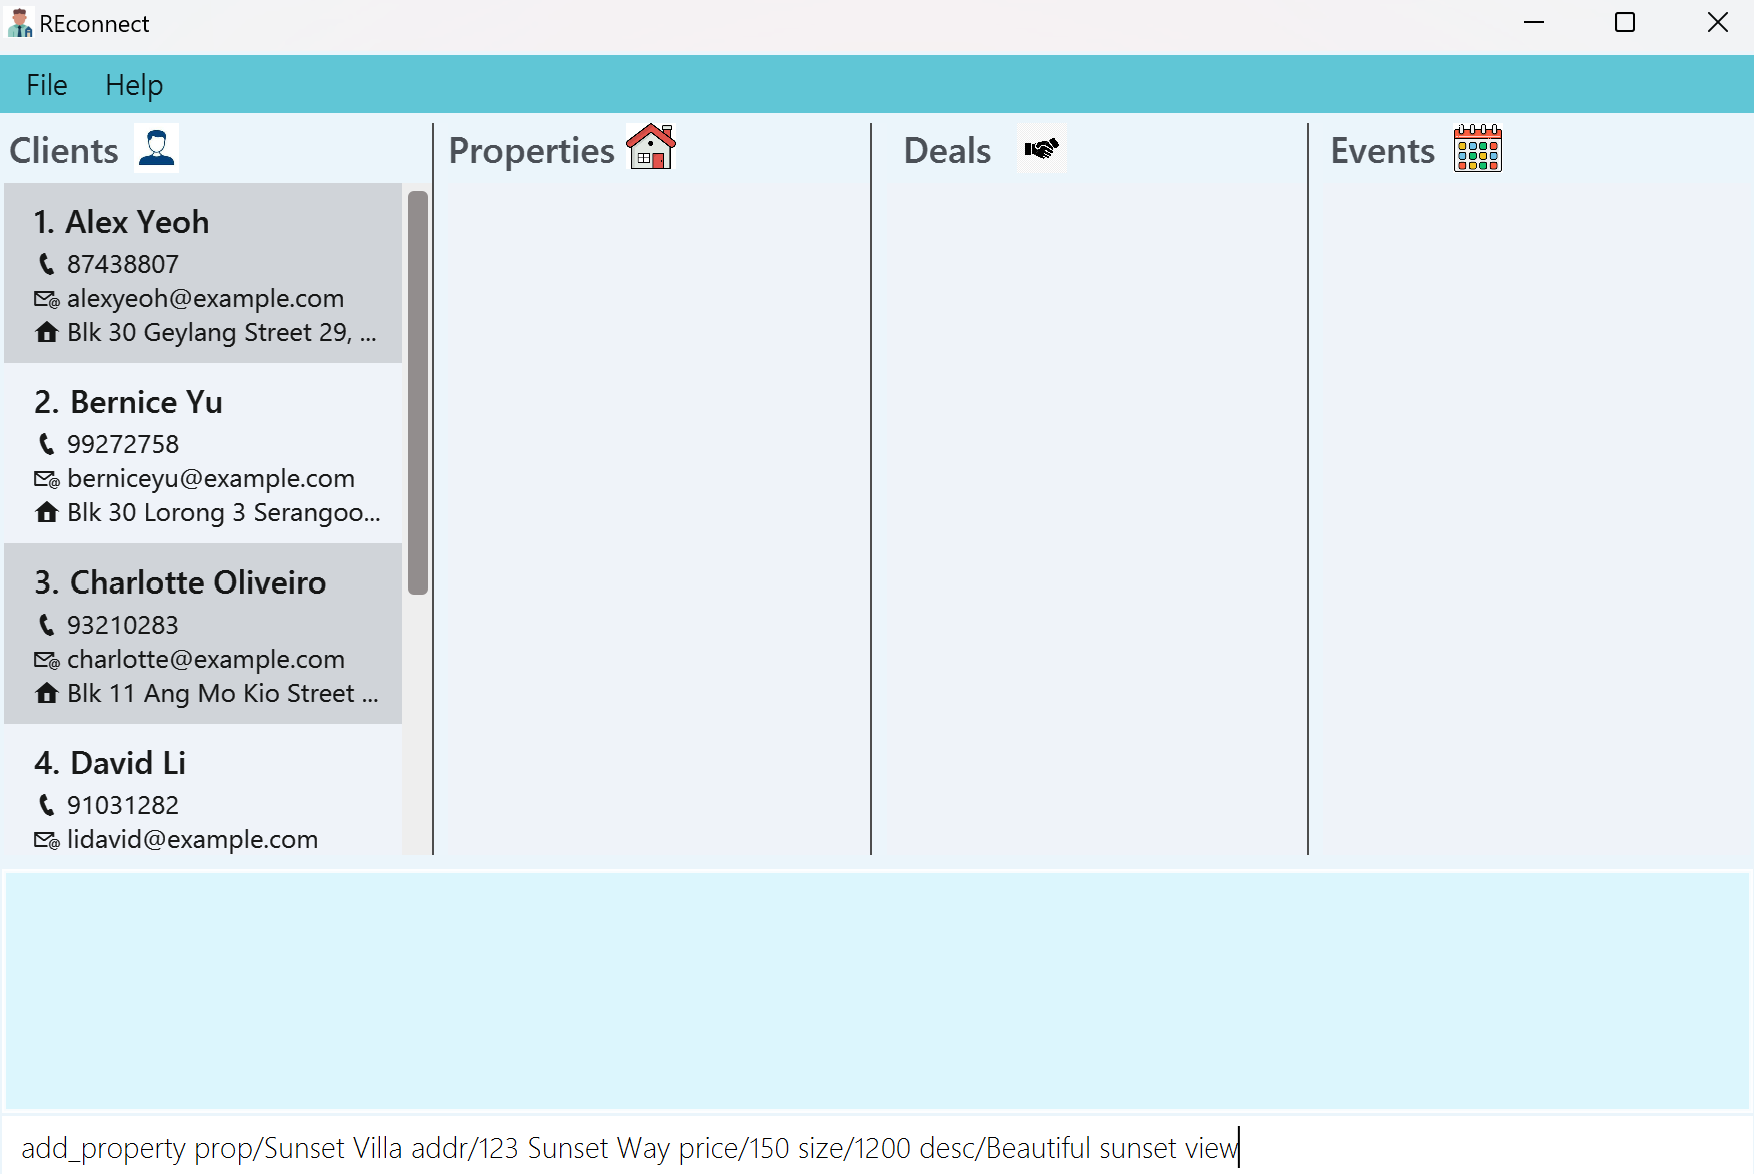 REconnect
File Help
Clients
Properties
Deals
Events
1. Alex Yeoh
87438807
alexyeoh@example.com
Blk 30 Geylang Street 29, ...
2. Bernice Yu
99272758
berniceyu@example.com
Blk 30 Lorong 3 Serangoo...
3. Charlotte Oliveiro
93210283
charlotte@example.com
Blk 11 Ang Mo Kio Street ...
4. David Li
91031282
lidavid@example.com
add_property prop/Sunset Villa addr/123 Sunset Way price/150 size/1200 desc/Beautiful sunset view